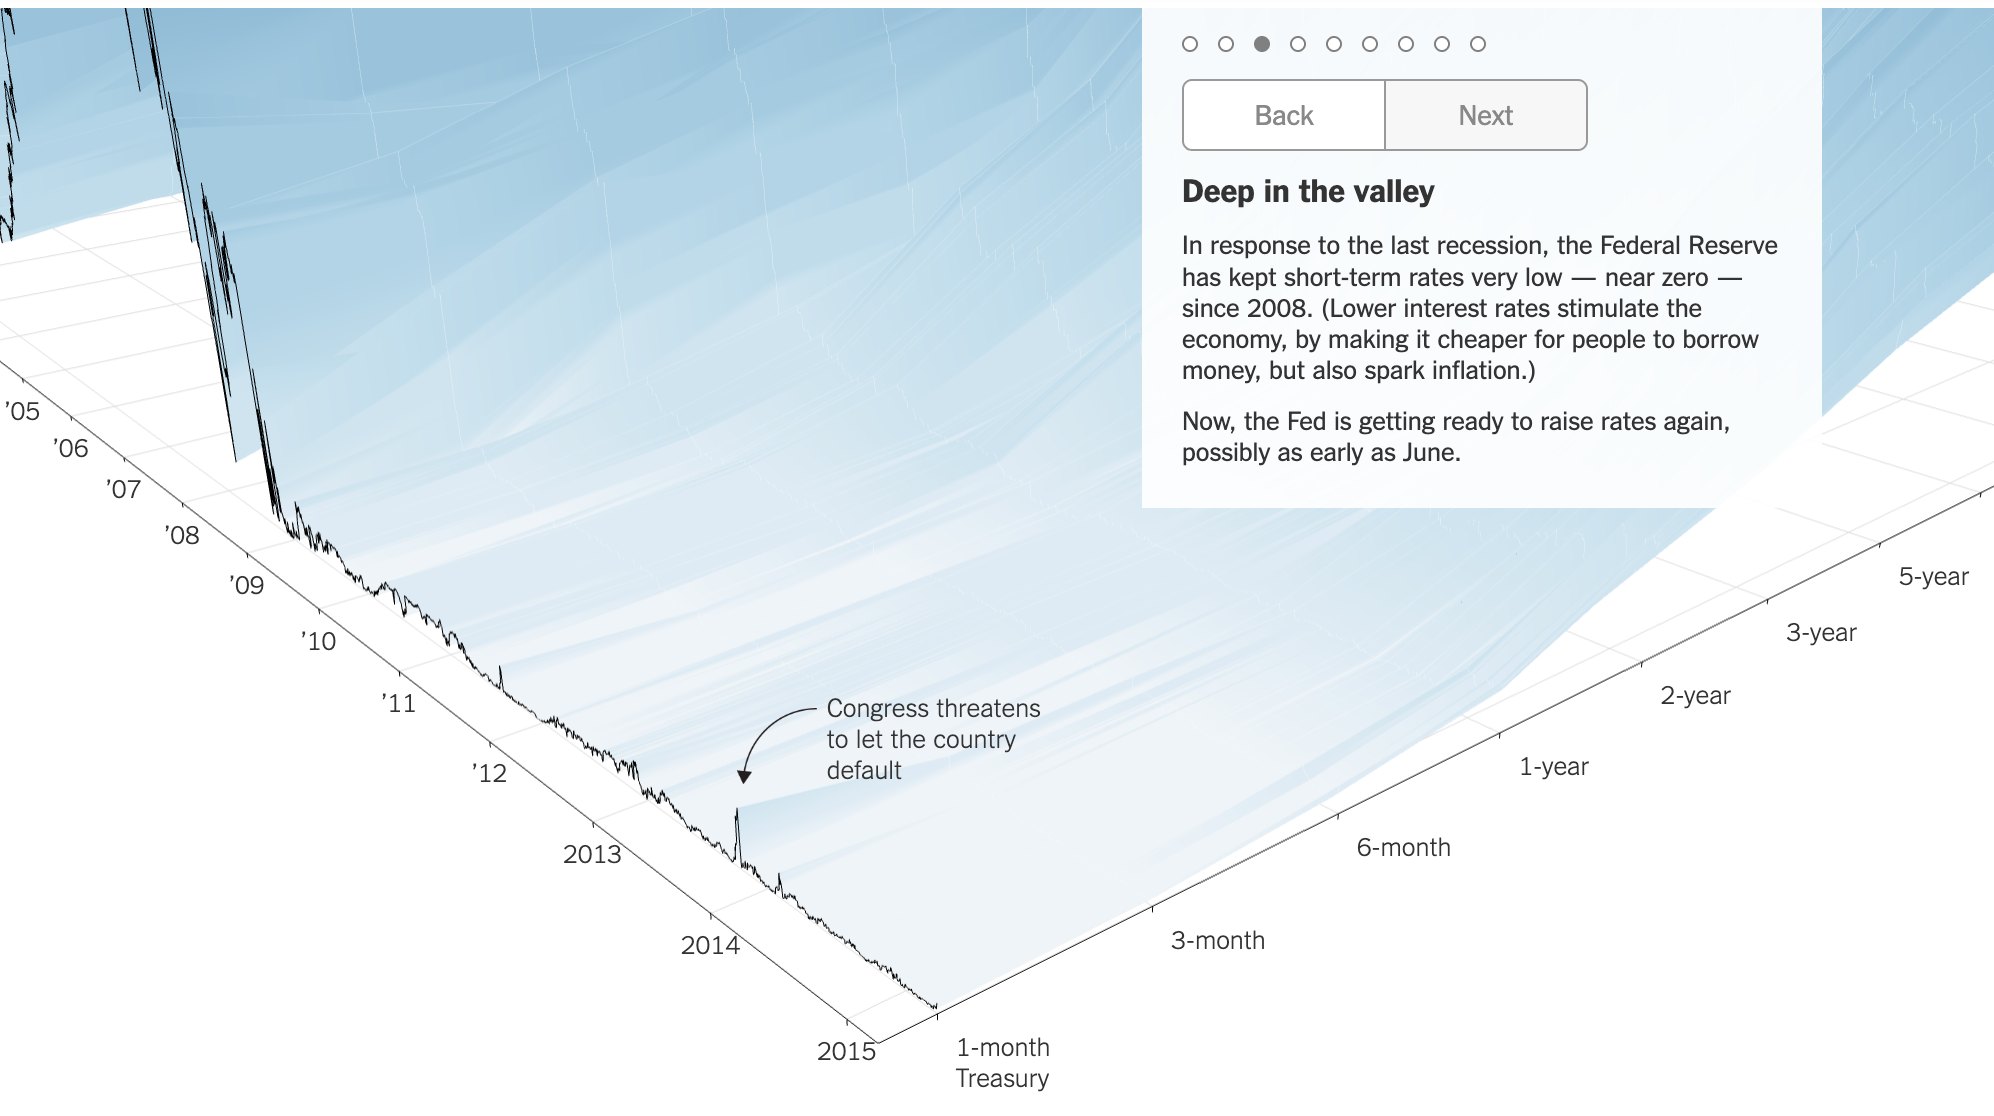 Back
Next
Deep in the valley
In response to the last recession, the Federal Reserve
has kept short-term rates very low — near zero —
since 2008. (Lower interest rates stimulate the
economy, by making it cheaper for people to borrow
money, but also spark inflation.)
Now, the Fed is getting ready to raise rates again,
possibly as early as June.
’05
’06
’07
’08
’09
’10
’11
’12
2013
2014
2015
Congress threatens
to let the country
default
1-month
Treasury
3-month
6-month
1-year
2-year
3-year
5-year